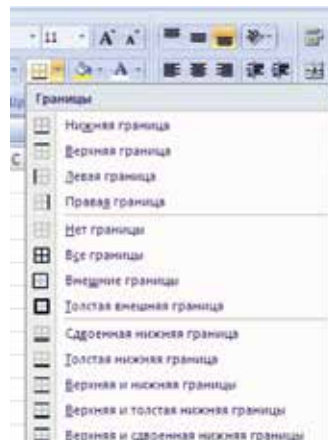 11 A A
A
Границы
C
Нижняя граница
Верхняя граница
Левая граница
Правая граница
Нет границы
Все границы
Внешние границы
Толстая внешняя граница
Сдвоенная нижняя граница
Толстая нижняя граница
Верхняя и нижняя границы
Верхняя и толстая нижняя границы
Верхняя и сдвоенная нижняя границы